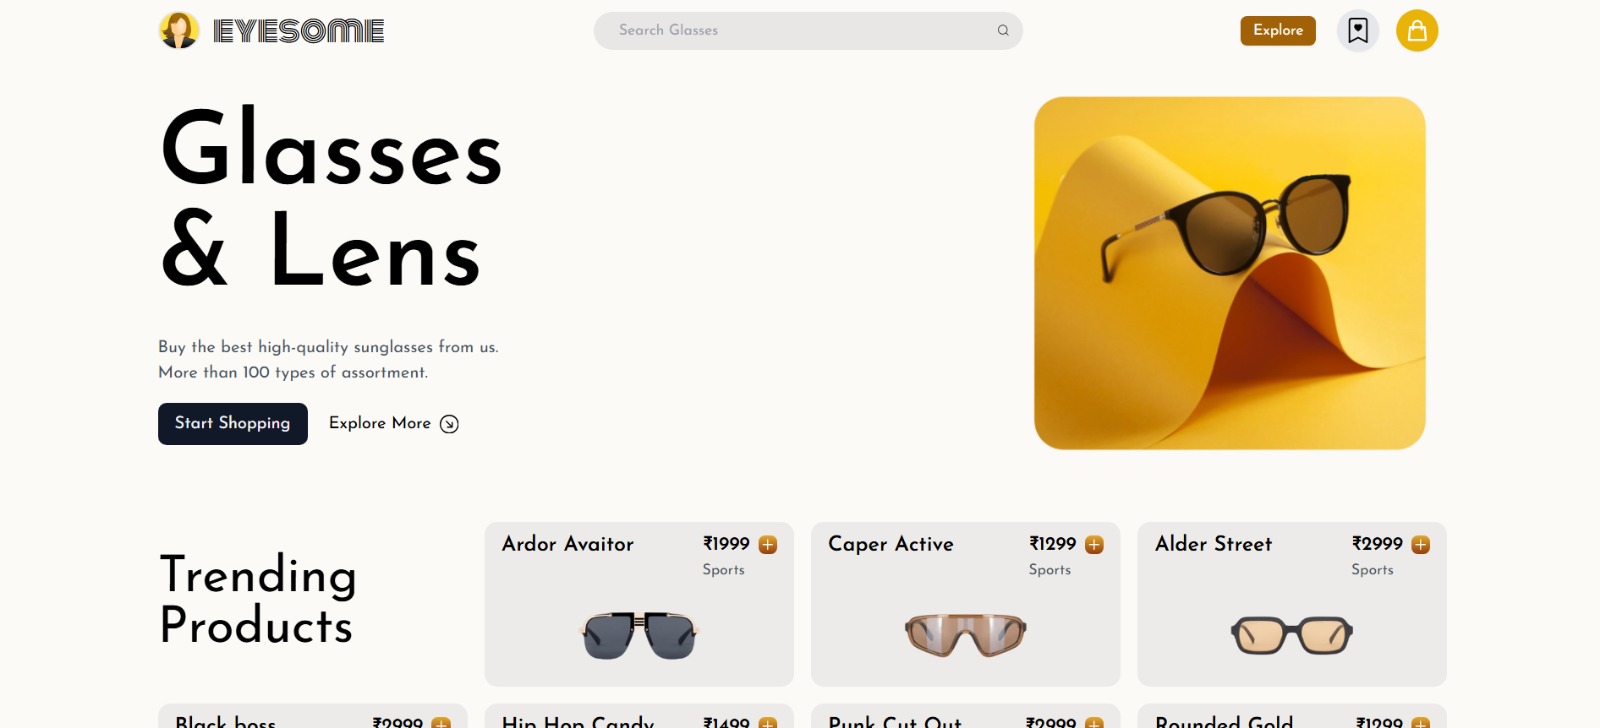 EYESOME
Search Glasses
Explore
Glasses
& Lens
Buy the best high-quality sunglasses from us.
More than 100 types of assortment.
Start Shopping
Explore More
Trending
Products
Ardor Avaitor
₹1999
Sports
Caper Active
₹1299
Sports
Alder Street
₹2999
Sports
Black boss
₹2999
Hip Hop Candy
₹1499
Punk Cut Out
₹2999
Rounded Gold
₹1299